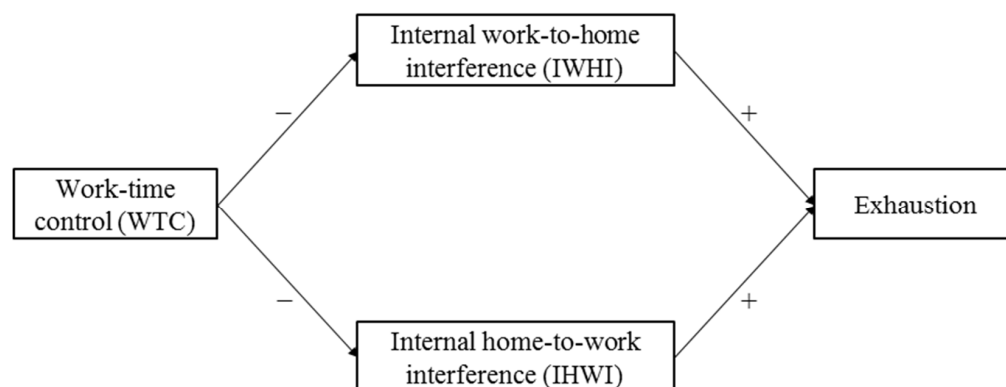 Internal work-to-home
interference (IWHI)
−
+
Work-time
control (WTC)
Exhaustion
−
+
Internal home-to-work
interference (IHWI)